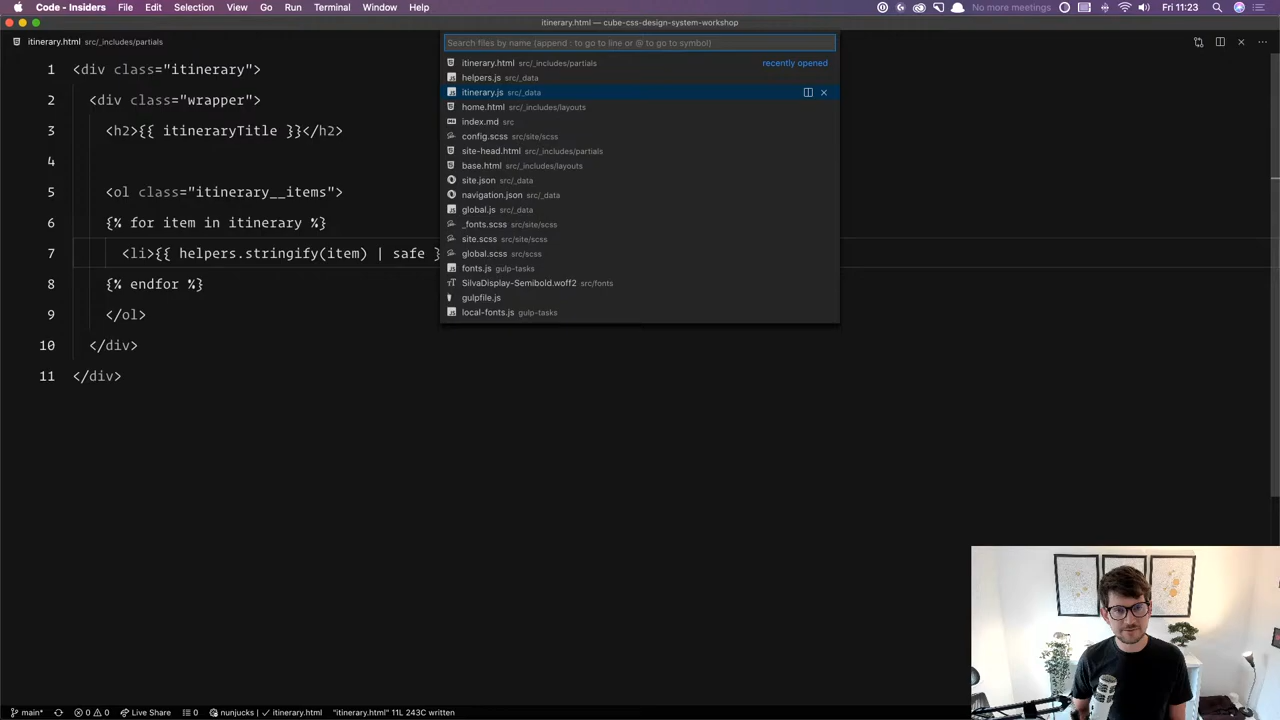 Code - Insiders File Edit Selection View Go Run Terminal Window Help No more meetings Fri 11:23
itinerary.html — cube-css-design-system-workshop
itinerary.html src/_includes/partials
Search files by name (append : to go to line or @ to go to symbol)
itinerary.html src/_includes/partials recently opened
helpers.js src/_data
itinerary.js src/_data
home.html src/_includes/layouts
index.md src
config.scss src/site/scss
site-head.html src/_includes/partials
base.html src/_includes/layouts
site.json src/_data
navigation.json src/_data
global.js src/_data
_fonts.scss src/site/scss
site.scss src/site/scss
global.scss src/scss
fonts.js gulp-tasks
SilvaDisplay-Semibold.woff2 src/fonts
gulpfile.js
local-fonts.js gulp-tasks
1 <div class="itinerary">
2 <div class="wrapper">
3 <h2>{{ itineraryTitle }}</h2>
4
5 <ol class="itinerary__items">
6 {% for item in itinerary %}
7 <li>{{ helpers.stringify(item) | safe }
8 {% endfor %}
9 </ol>
10 </div>
11 </div>
main* 0 0 Live Share 0 nunjucks | ✓ itinerary.html "itinerary.html" 11L 243C written